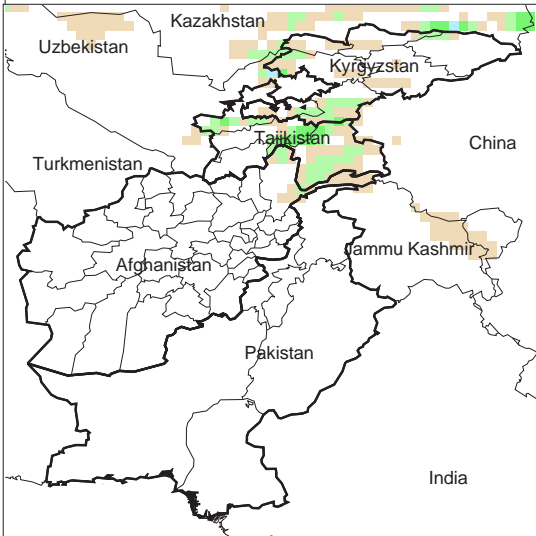 Kazakhstan
Uzbekistan
Kyrgyzstan
Tajikistan
China
Turkmenistan
Jammu Kashmir
Afghanistan
Pakistan
India